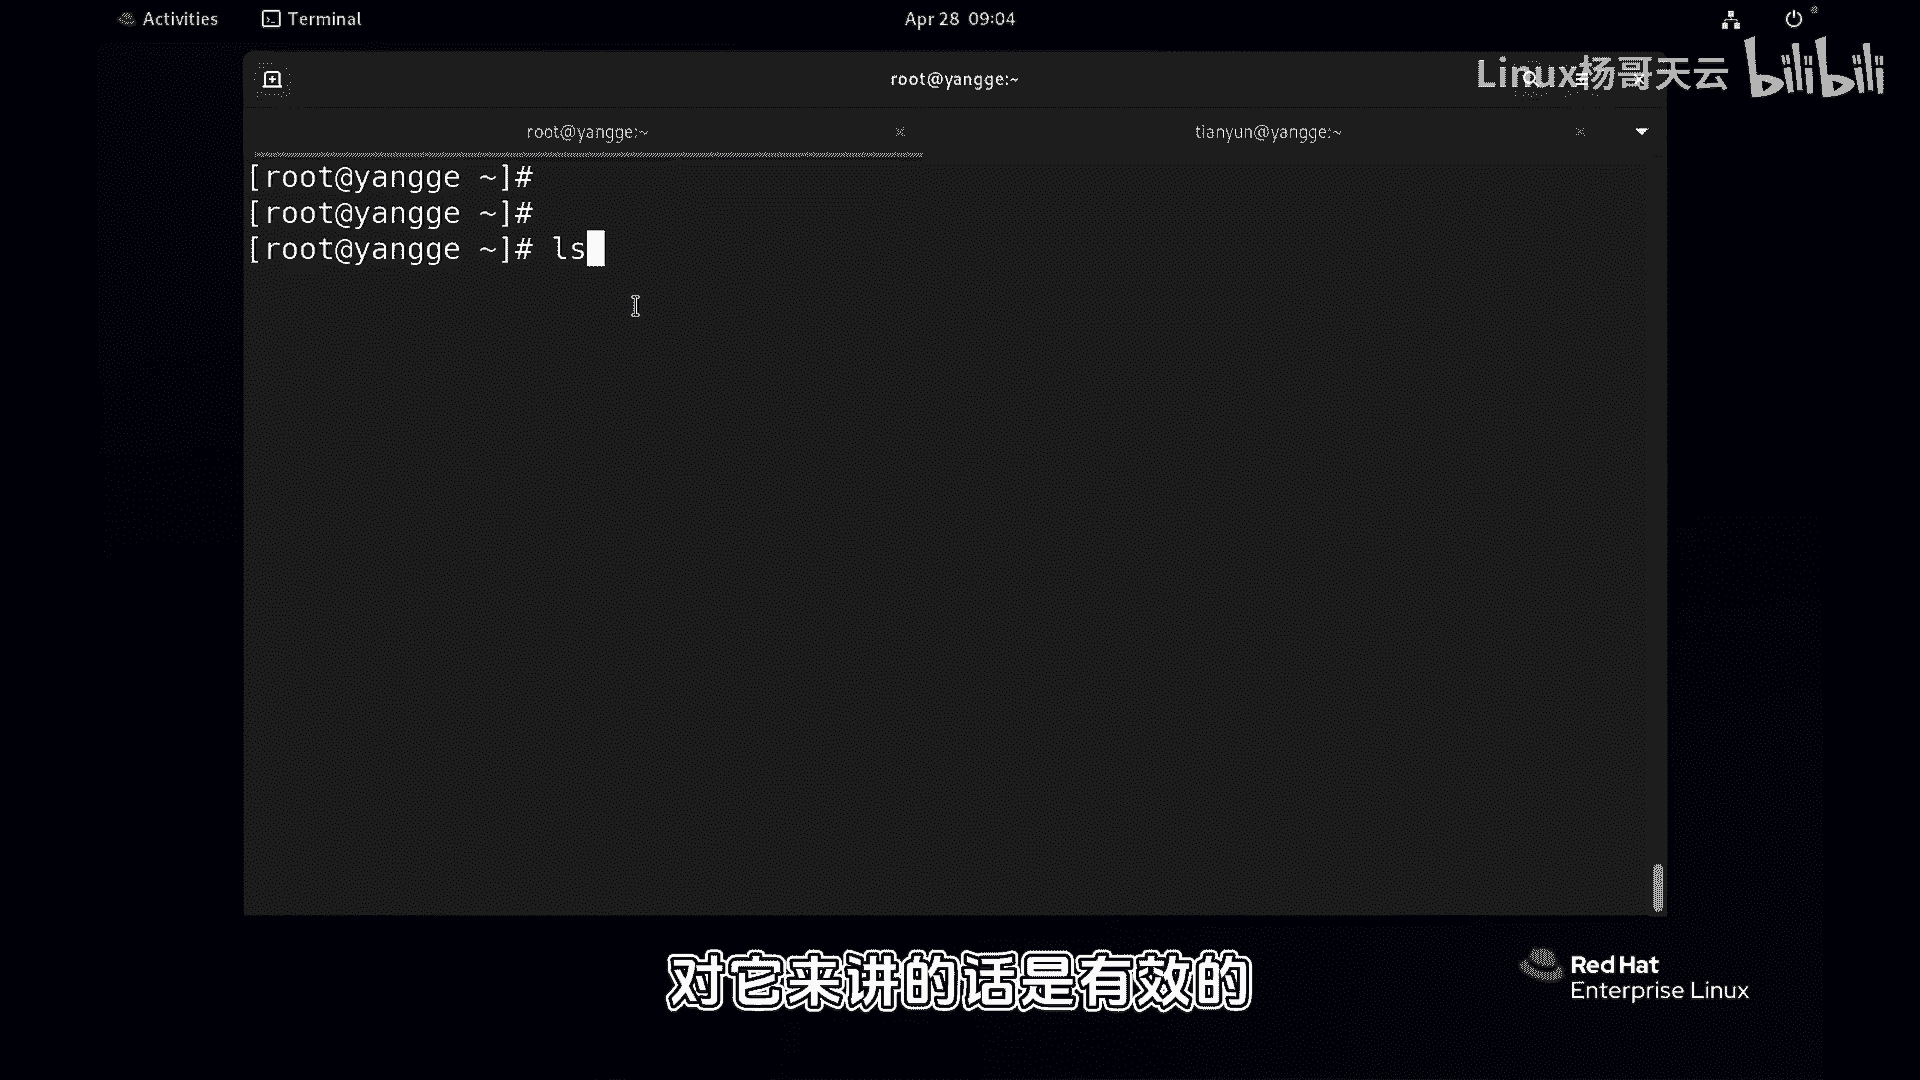 Activities Terminal Apr 28 09:04
Linux杨哥天云 bilibili
root@yangge:~
root@yangge:~ tianyun@yangge:~
[root@yangge ~]#
[root@yangge ~]#
[root@yangge ~]# ls
对它来讲的话是有效的
Red Hat
Enterprise Linux